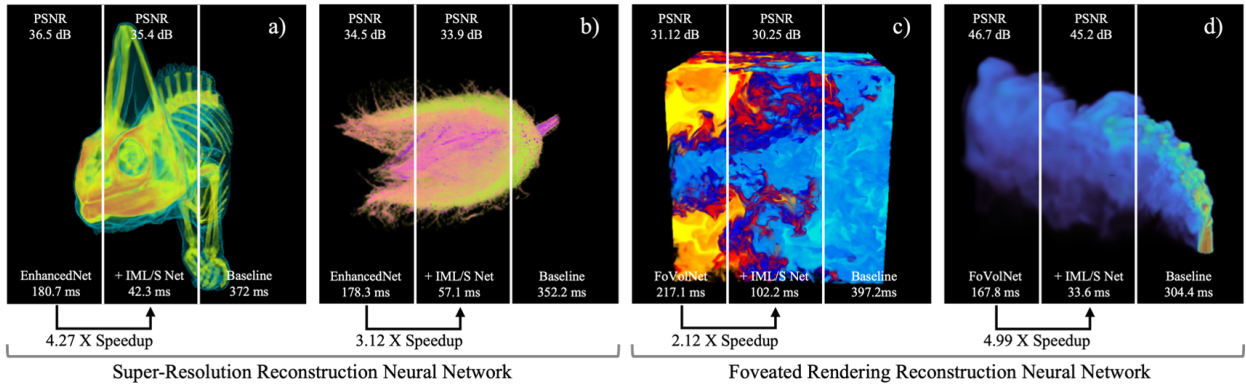 PSNR
36.5 dB
PSNR
35.4 dB
a)
EnhancedNet
180.7 ms
+ IML/S Net
42.3 ms
Baseline
372 ms
4.27 X Speedup
PSNR
34.5 dB
PSNR
33.9 dB
b)
EnhancedNet
178.3 ms
+ IML/S Net
57.1 ms
Baseline
352.2 ms
3.12 X Speedup
Super-Resolution Reconstruction Neural Network
PSNR
31.12 dB
PSNR
30.25 dB
c)
FoVolNet
217.1 ms
+ IML/S Net
102.2 ms
Baseline
397.2ms
2.12 X Speedup
PSNR
46.7 dB
PSNR
45.2 dB
d)
FoVolNet
167.8 ms
+ IML/S Net
33.6 ms
Baseline
304.4 ms
4.99 X Speedup
Foveated Rendering Reconstruction Neural Network